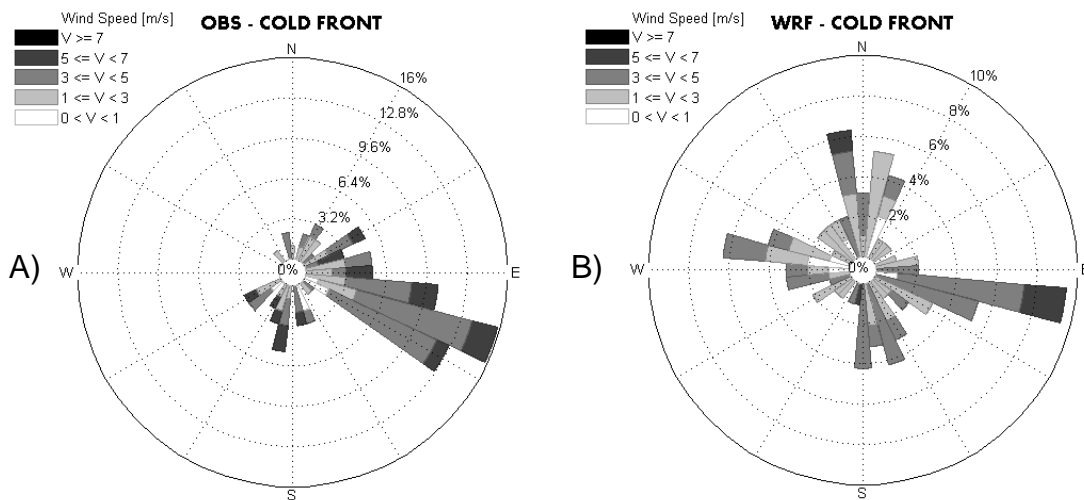 Wind Speed [m/s]
OBS - COLD FRONT
V >= 7
5 <= V < 7
3 <= V < 5
1 <= V < 3
0 < V < 1
N
16%
12.8%
9.6%
6.4%
3.2%
0%
W
E
S
A)
Wind Speed [m/s]
WRF - COLD FRONT
V >= 7
5 <= V < 7
3 <= V < 5
1 <= V < 3
0 < V < 1
N
10%
8%
6%
4%
2%
0%
W
E
S
B)